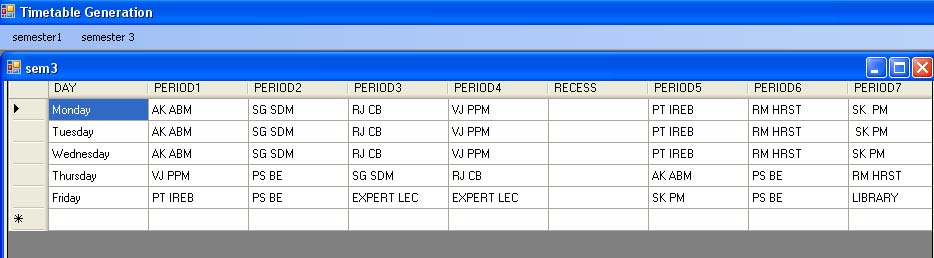 Timetable Generation
semester1 semester 3
sem3
DAY PERIOD1 PERIOD2 PERIOD3 PERIOD4 RECESS PERIOD5 PERIOD6 PERIOD7
Monday AK ABM SG SDM RJ CB VJ PPM PT IREB RM HRST SK PM
Tuesday AK ABM SG SDM RJ CB VJ PPM PT IREB RM HRST SK PM
Wednesday AK ABM SG SDM RJ CB VJ PPM PT IREB RM HRST SK PM
Thursday VJ PPM PS BE SG SDM RJ CB AK ABM PS BE RM HRST
Friday PT IREB PS BE EXPERT LEC EXPERT LEC SK PM PS BE LIBRARY